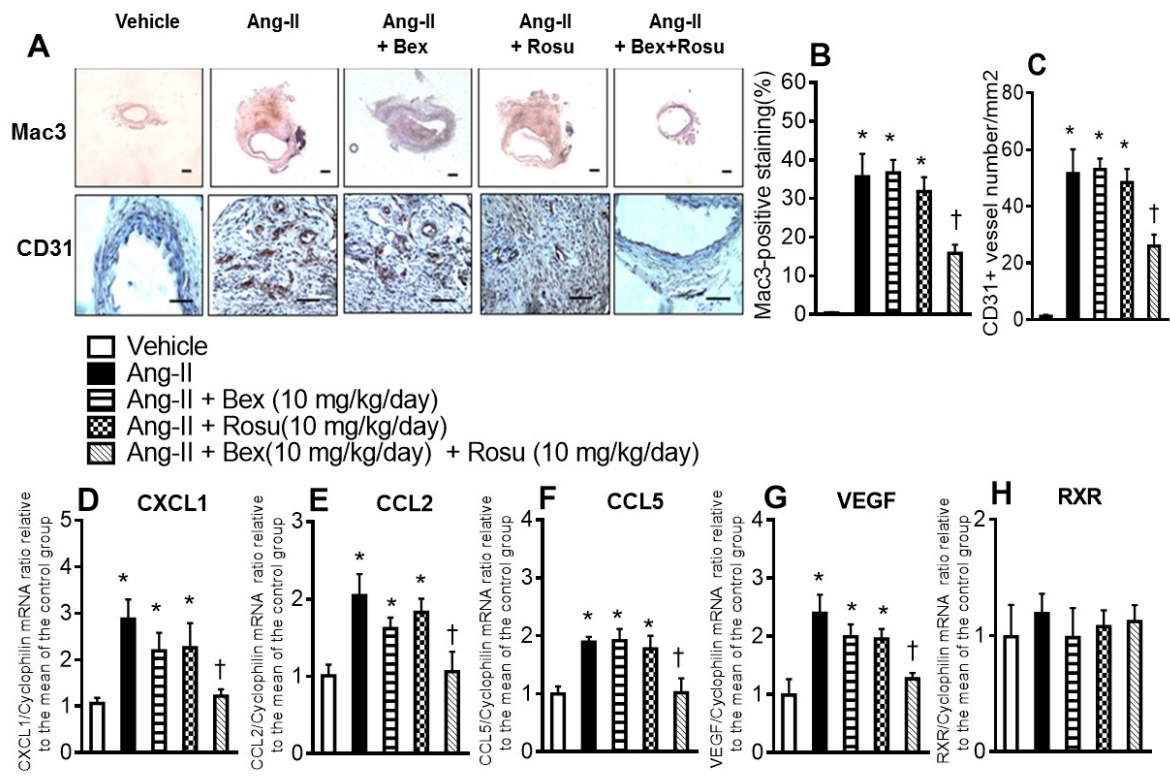 Vehicle
Ang-II
Ang-II
+ Bex
Ang-II
+ Rosu
Ang-II
+ Bex+Rosu
A
Mac3
CD31
B
Mac3-positive staining(%)
60
50
40
30
20
10
0
*
*
*
†
C
CD31+ vessel number/mm2
80
60
40
20
0
*
*
*
†
Vehicle
Ang-II
Ang-II + Bex (10 mg/kg/day)
Ang-II + Rosu(10 mg/kg/day)
Ang-II + Bex(10 mg/kg/day) + Rosu (10 mg/kg/day)
D
CXCL1
CXCL1/Cyclophilin mRNA ratio relative
to the mean of the control group
5
4
3
2
1
0
*
*
*
†
E
CCL2
CCL2/Cyclophilin mRNA ratio relative
to the mean of the control group
3
2
1
0
*
*
*
†
F
CCL5
CCL5/Cyclophilin mRNA ratio relative
to the mean of the control group
4
3
2
1
0
*
*
*
†
G
VEGF
VEGF/Cyclophilin mRNA ratio relative
to the mean of the control group
4
3
2
1
0
*
*
*
†
H
RXR
RXR/Cyclophilin mRNA ratio relative
to the mean of the control group
2
1
0